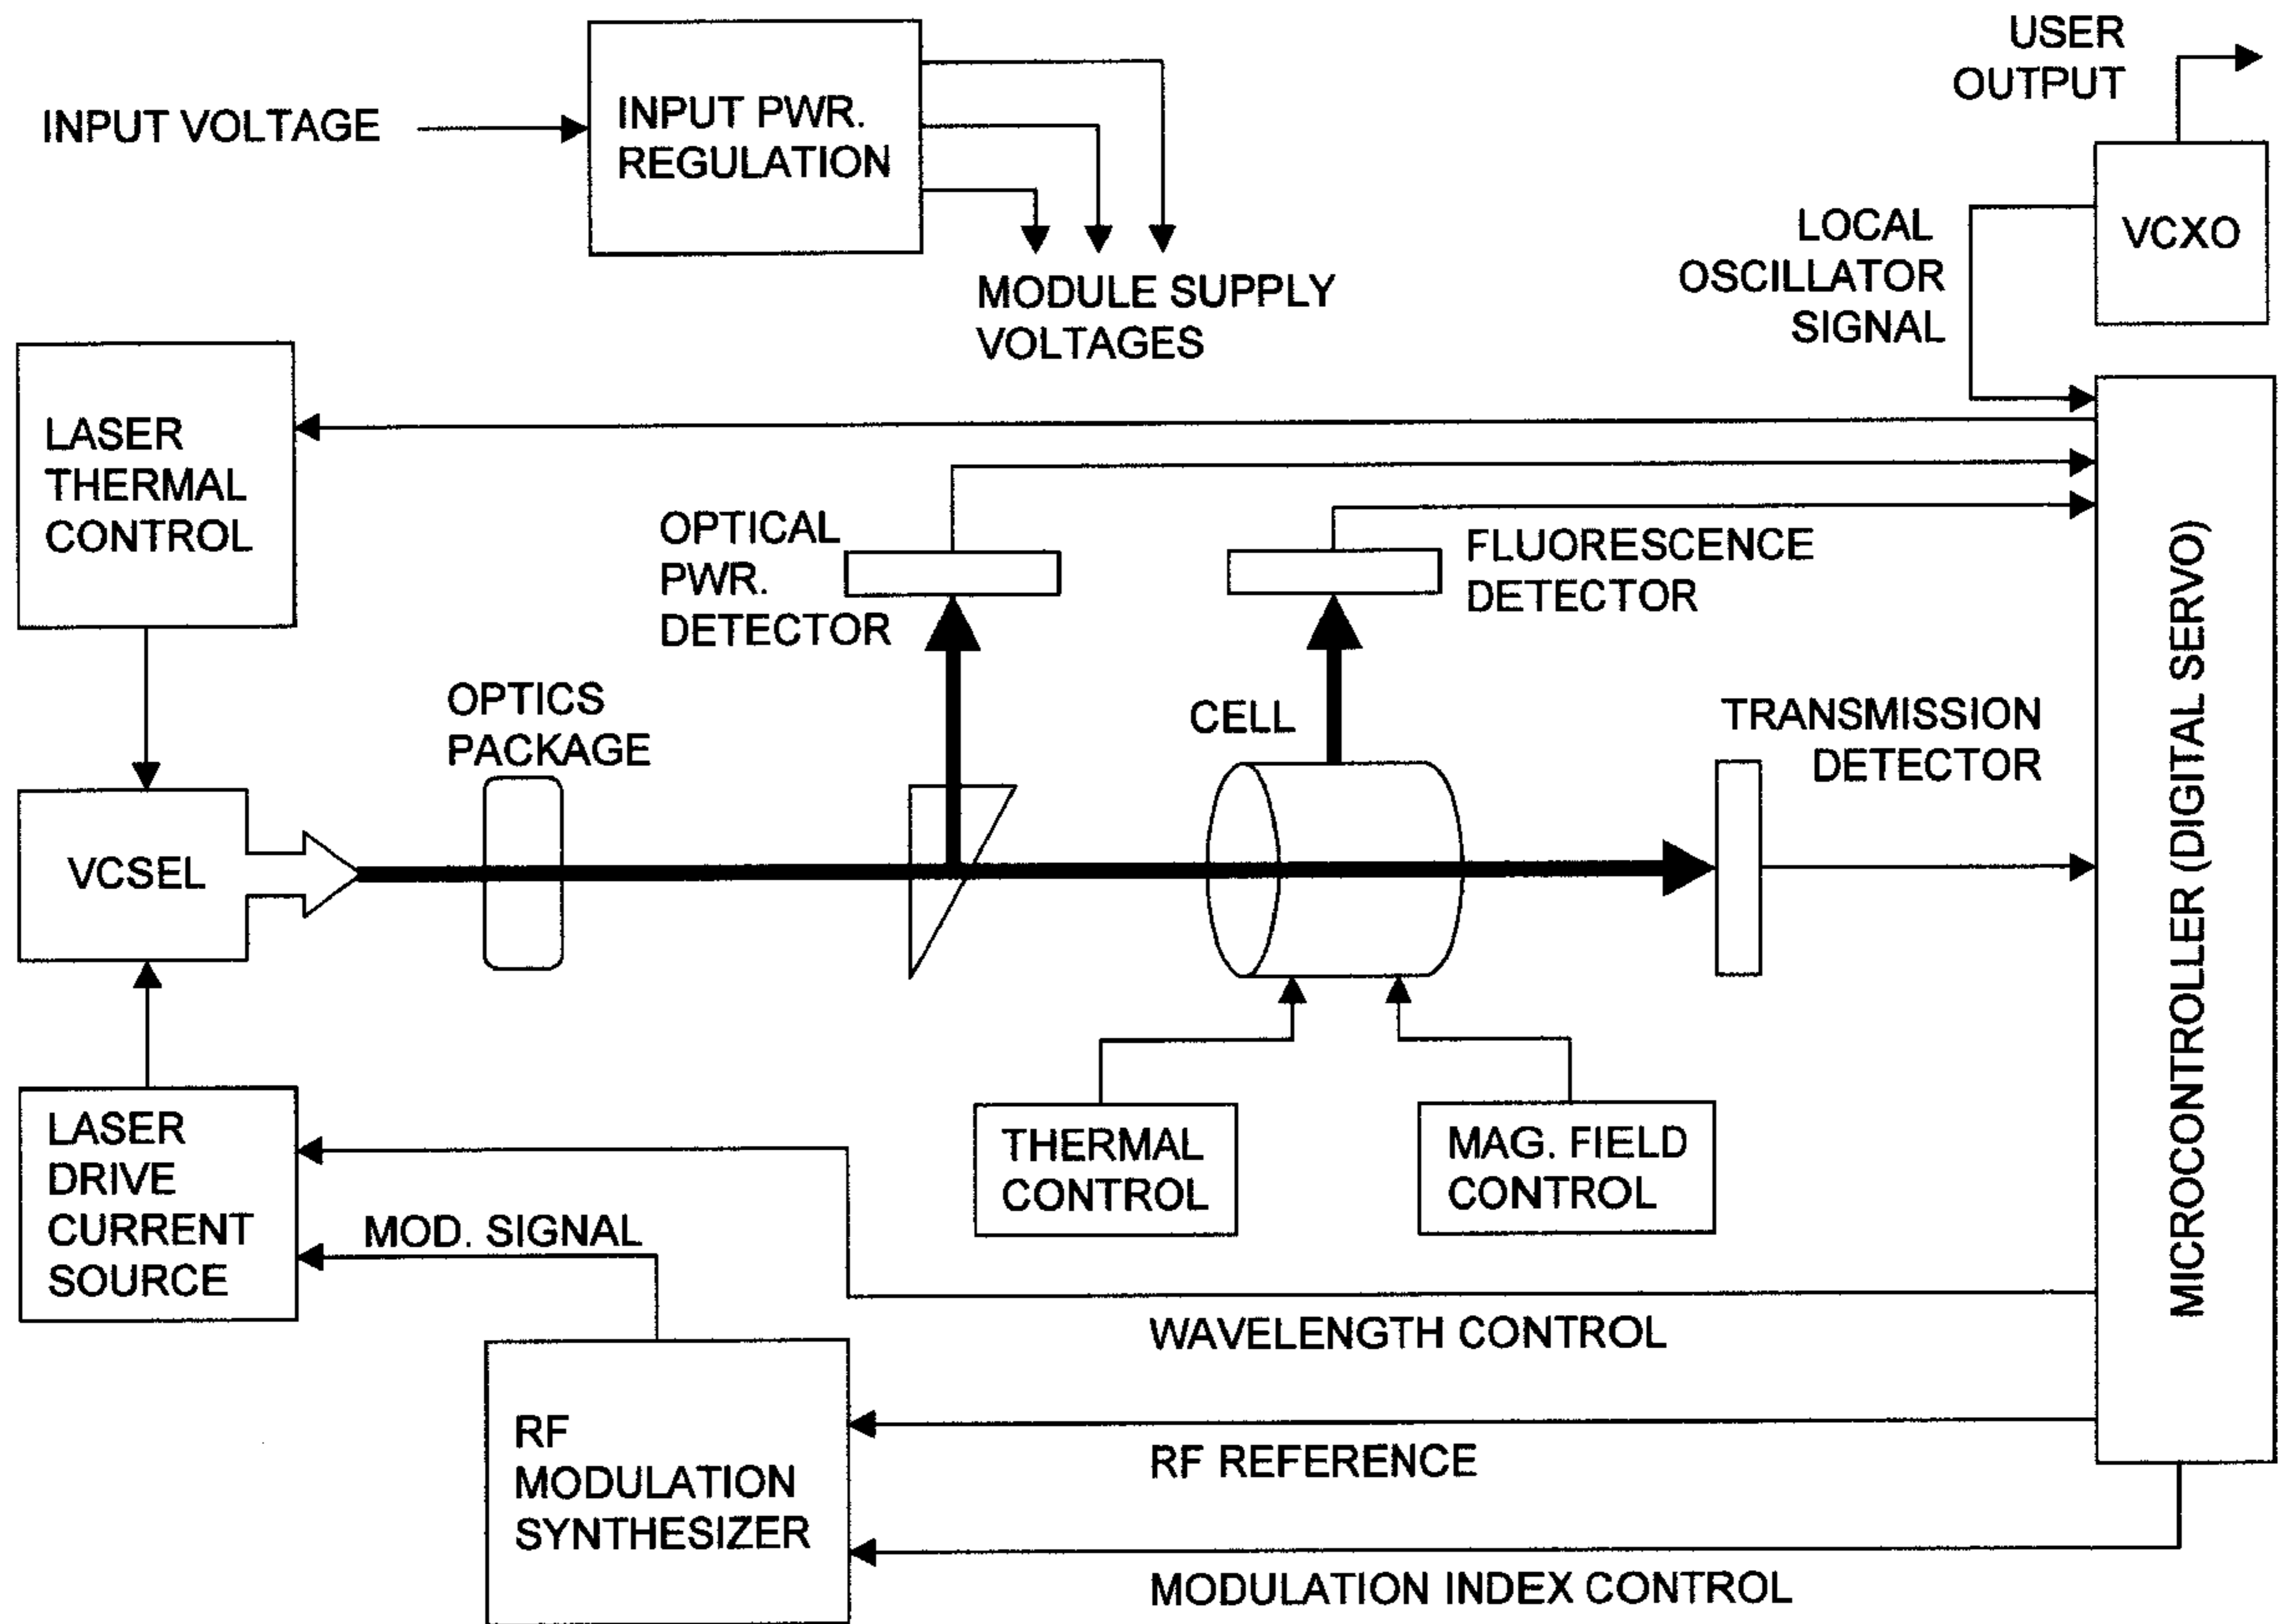 USER
OUTPUT
INPUT VOLTAGE
INPUT PWR.
REGULATION
MODULE SUPPLY
VOLTAGES
LOCAL
OSCILLATOR
SIGNAL
VCXO
LASER
THERMAL
CONTROL
OPTICAL
PWR.
DETECTOR
FLUORESCENCE
DETECTOR
OPTICS
PACKAGE
CELL
TRANSMISSION
DETECTOR
MICROCONTROLLER (DIGITAL SERVO)
VCSEL
LASER
DRIVE
CURRENT
SOURCE
MOD. SIGNAL
THERMAL
CONTROL
MAG. FIELD
CONTROL
WAVELENGTH CONTROL
RF
MODULATION
SYNTHESIZER
RF REFERENCE
MODULATION INDEX CONTROL